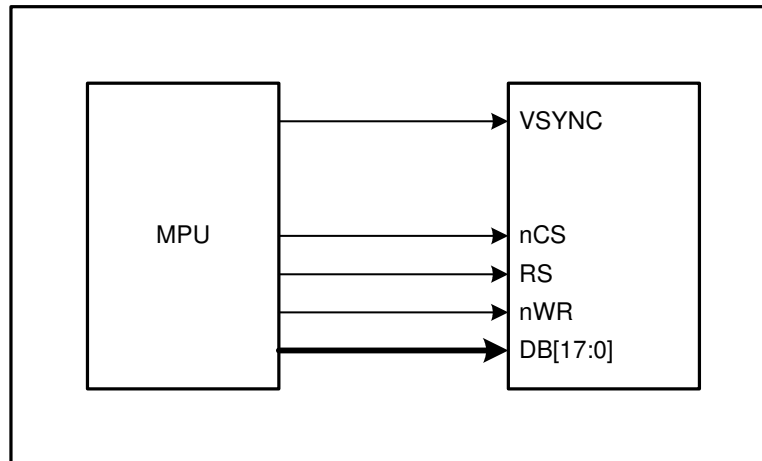 VSYNC
MPU
nCS
RS
nWR
DB[17:0]